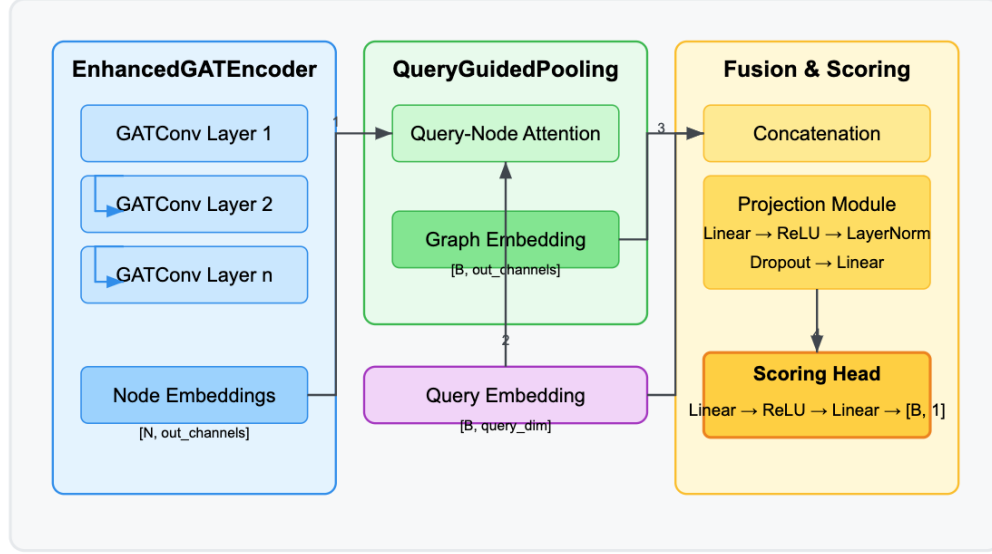 EnhancedGATEncoder
GATConv Layer 1
GATConv Layer 2
GATConv Layer n
Node Embeddings
[N, out_channels]
1
QueryGuidedPooling
Query-Node Attention
Graph Embedding
[B, out_channels]
2
Query Embedding
[B, query_dim]
3
Fusion & Scoring
Concatenation
Projection Module
Linear → ReLU → LayerNorm
Dropout → Linear
4
Scoring Head
Linear → ReLU → Linear → [B, 1]